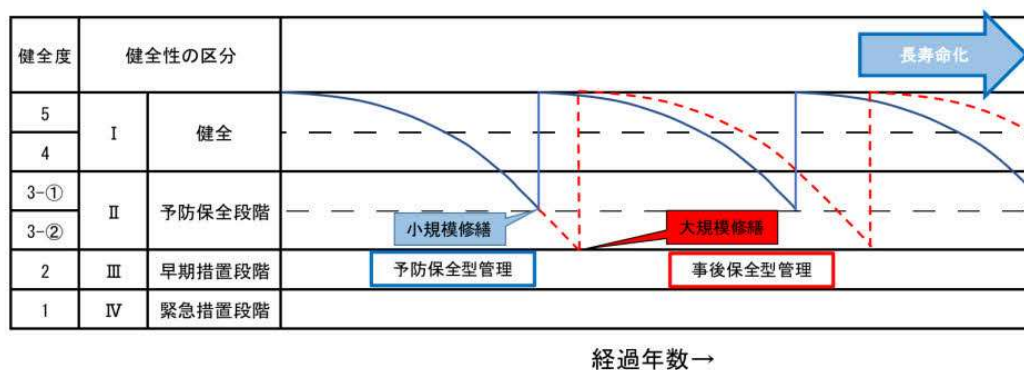 健全度
健全性の区分
長寿命化
5
4
Ⅰ
健全
3-①
3-②
Ⅱ
予防保全段階
小規模修繕
大規模修繕
2
Ⅲ
早期措置段階
予防保全型管理
事後保全型管理
1
Ⅳ
緊急措置段階
経過年数→